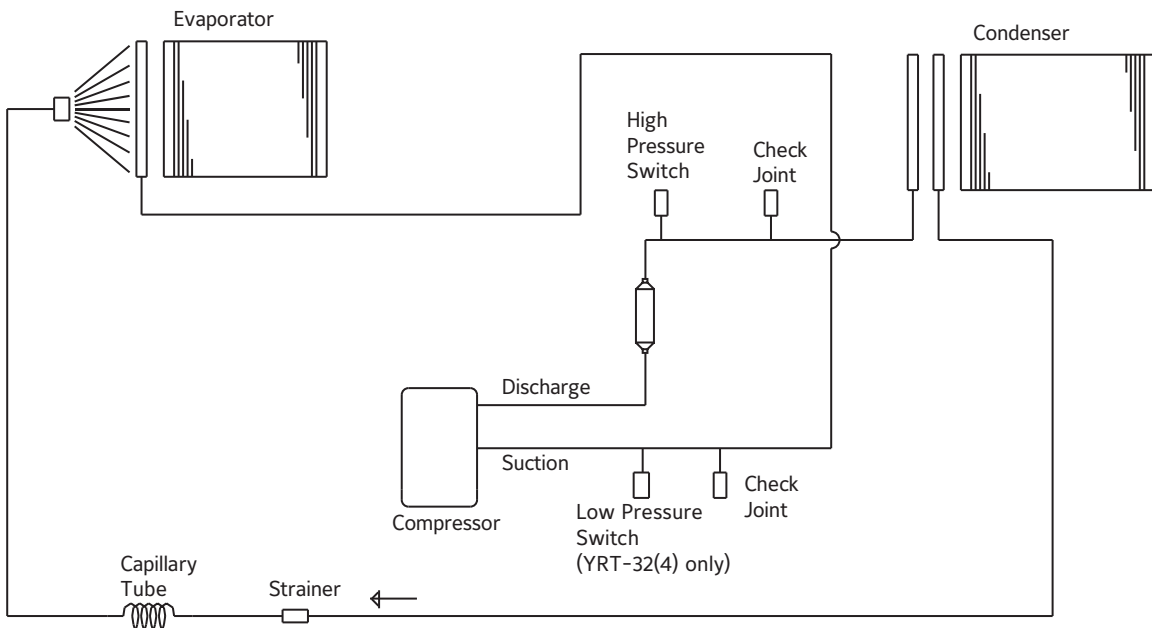 Evaporator
Condenser
High
Pressure
Switch
Check
Joint
Discharge
Suction
Compressor
Low Pressure
Switch
(YRT-32(4) only)
Check
Joint
Capillary
Tube
Strainer